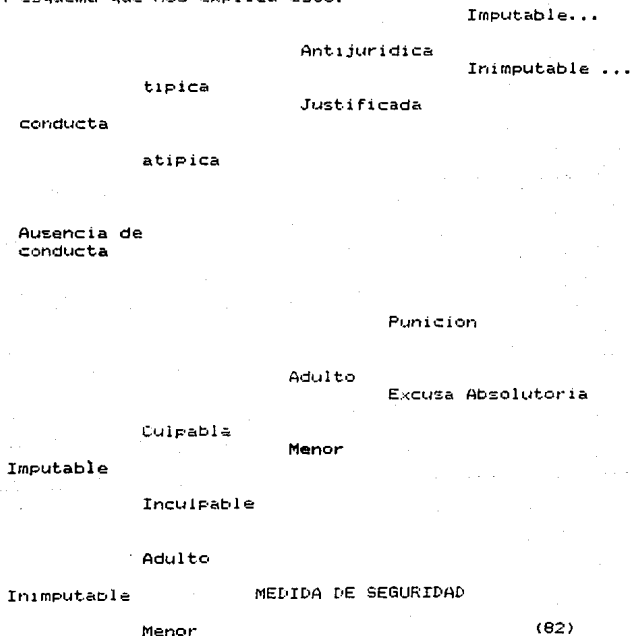 Imputable...
Antijuridica
Inimputable ...
tipica
Justificada
conducta
atipica
Ausencia de
conducta
Punicion
Adulto
Excusa Absolutoria
Culpable
Menor
Imputable
Inculpable
Adulto
Inimputable MEDIDA DE SEGURIDAD
Menor (82)